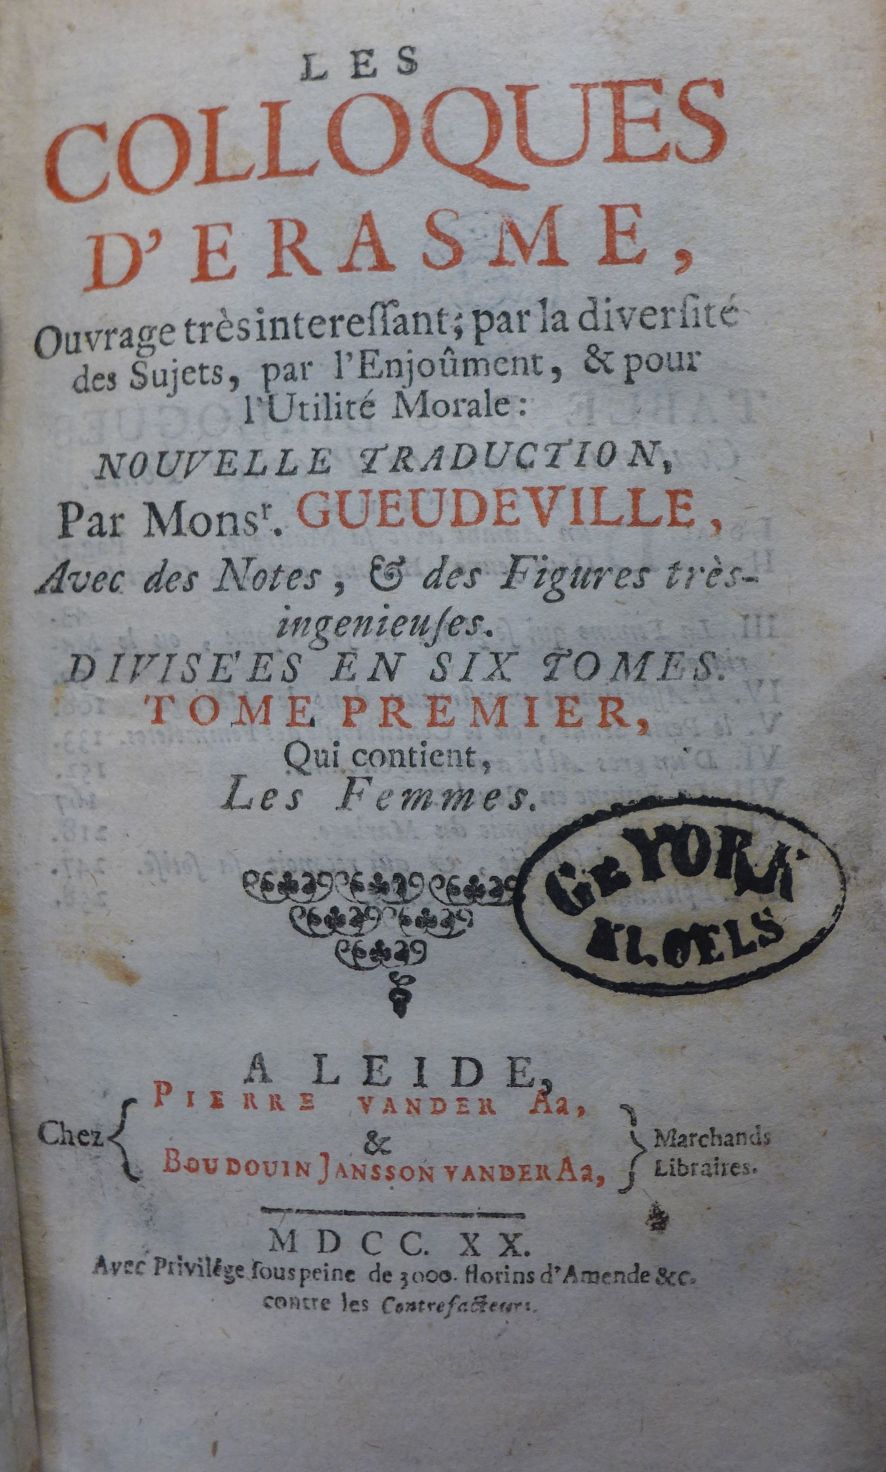 LES
COLLOQUES
D'ERASME,
Ouvrage très interessant; par la diversité
des Sujets, par l'Enjoûment, & pour
l'Utilité Morale:
NOUVELLE TRADUCTION,
Par Monsr. GUEUDEVILLE,
Avec des Notes, & des Figures très-
ingenieuses.
DIVISE'ES EN SIX TOMES.
TOME PREMIER,
Qui contient,
Les Femmes.
A LEIDE,
Chez
PIERRE VANDER Aa,
&
BOUDOUIN JANSSON VANDER Aa,
Marchands
Libraires.
MDCC. XX.
Avec Privilége sous peine de 3000. florins d'Amende &c.
contre les Contrefacteurs.